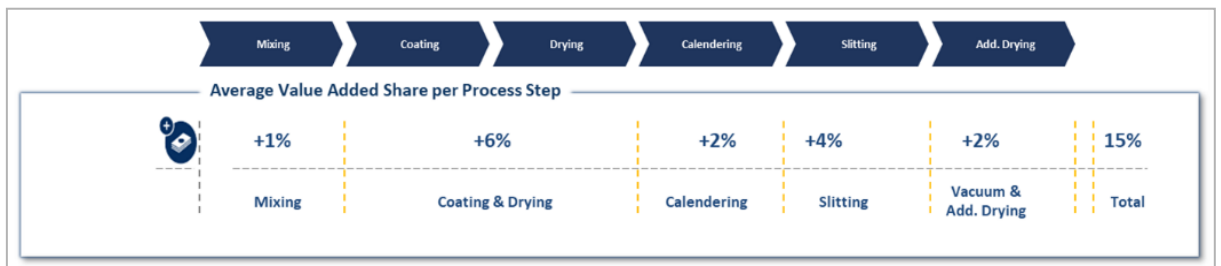 Mixing
Coating
Drying
Calendering
Slitting
Add. Drying
Average Value Added Share per Process Step
+
+1%
+6%
+2%
+4%
+2%
15%
Mixing
Coating & Drying
Calendering
Slitting
Vacuum &
Add. Drying
Total